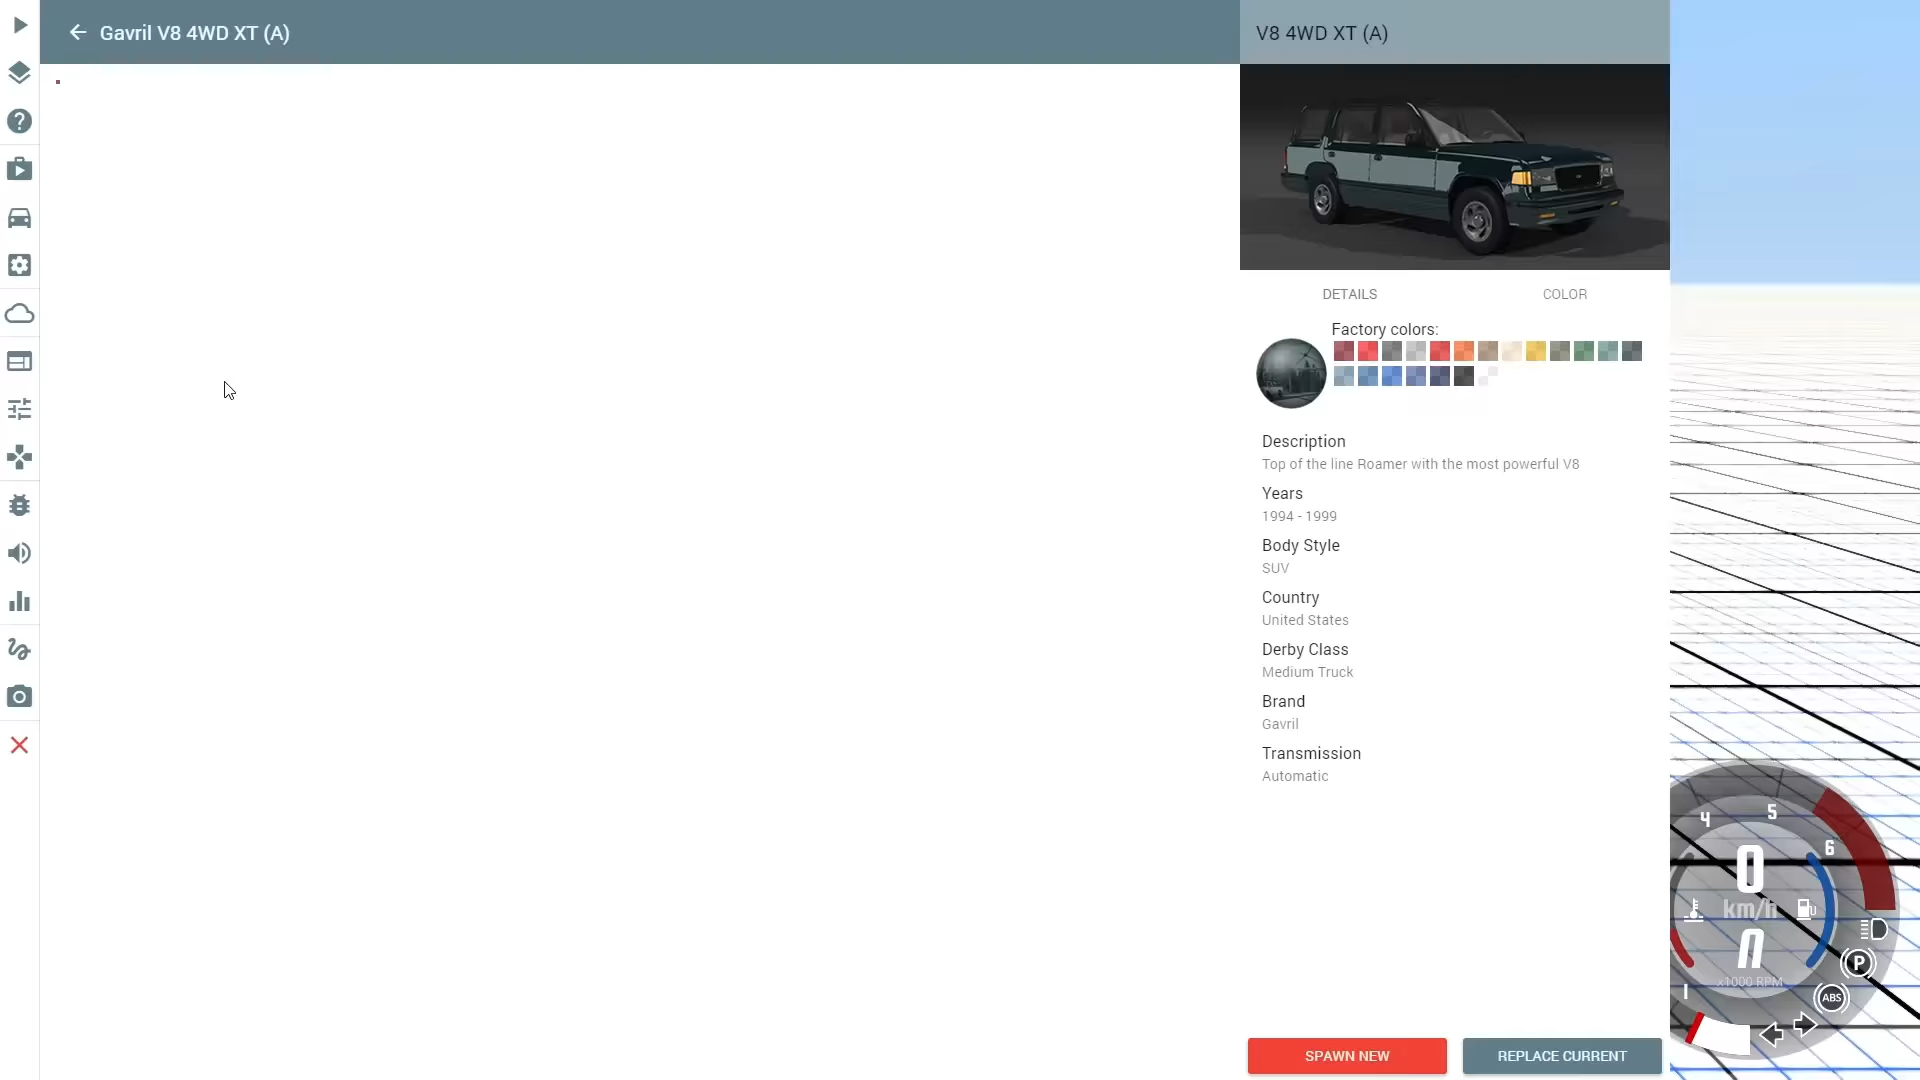 Gavril V8 4WD XT (A)
V8 4WD XT (A)
DETAILS
COLOR
Factory colors:
Description
Top of the line Roamer with the most powerful V8
Years
1994 - 1999
Body Style
SUV
Country
United States
Derby Class
Medium Truck
Brand
Gavril
Transmission
Automatic
4
5
6
0
km/h
n
x1000 RPM
1
P
ABS
SPAWN NEW
REPLACE CURRENT